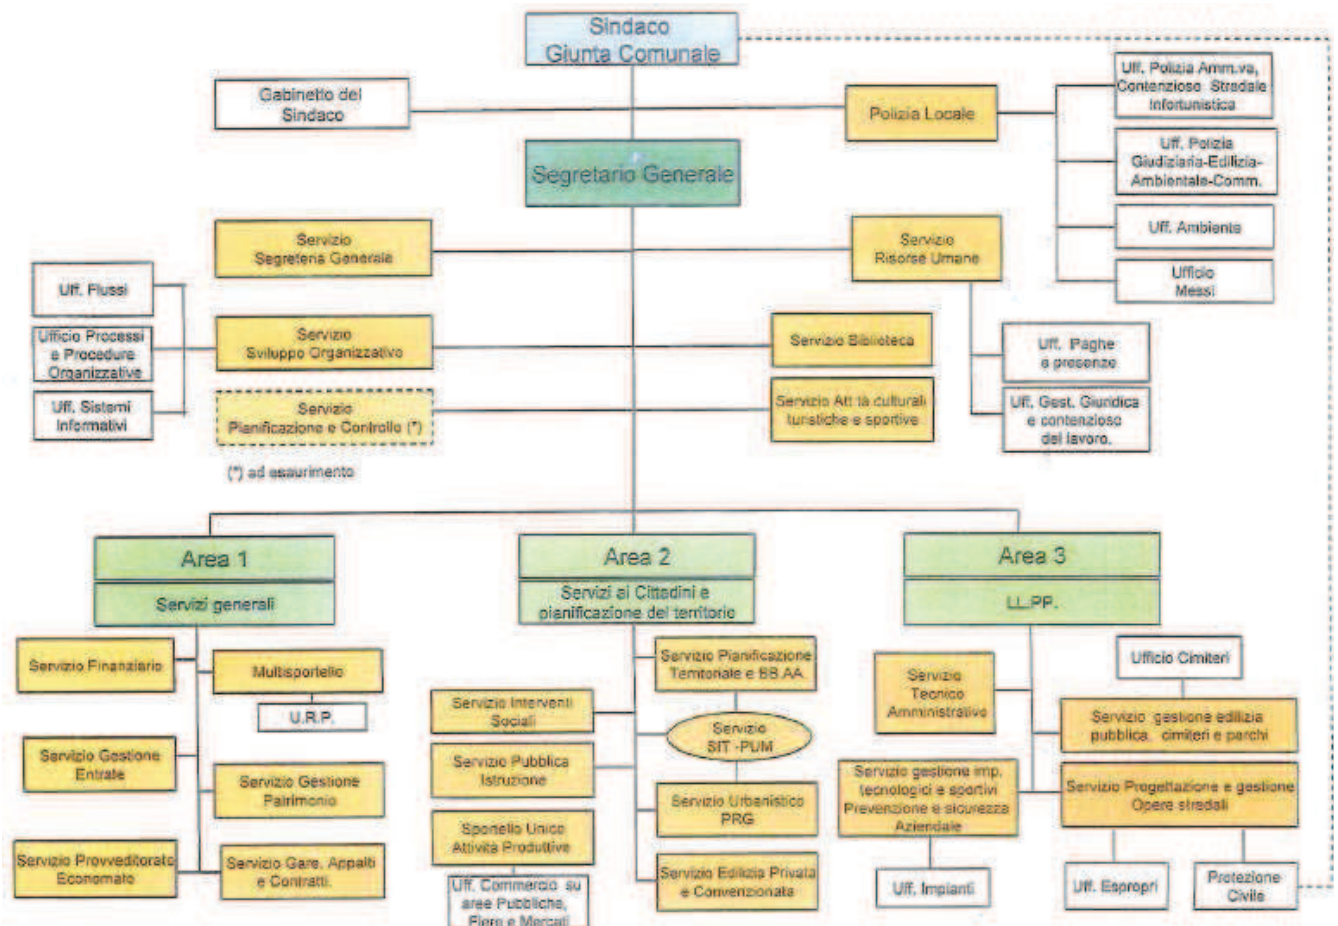 Sindaco
Giunta Comunale
Gabinetto del
Sindaco
Polizia Locale
Uff. Polizia Amm.va,
Contenzioso Stradale
Infortunistica
Uff. Polizia
Giudiziaria-Edilizia-
Ambientale-Comm.
Uff. Ambiente
Ufficio
Messi
Segretario Generale
Servizio
Segreteria Generale
Servizio
Risorse Umane
Uff. Flussi
Ufficio Processi
e Procedure
Organizzative
Uff. Sistemi
Informativi
Servizio
Sviluppo Organizzativo
Servizio Biblioteca
Uff. Paghe
e presenze
Servizio
Pianificazione e Controllo (*)
Servizio Att tà culturali
turistiche e sportive
Uff. Gest. Giuridica
e contenzioso
del lavoro.
(*) ad esaurimento
Area 1
Servizi generali
Area 2
Servizi ai Cittadini e
pianificazione del territorio
Area 3
LL.PP.
Servizio Finanziario
Multisportello
U.R.P.
Servizio Gestione
Entrate
Servizio Gestione
Patrimonio
Servizio Provveditorato
Economato
Servizio Gare, Appalti
e Contratti.
Servizio Pianificazione
Territoriale e BB.AA.
Servizio Interventi
Sociali
Servizio
SIT -PUM
Servizio Pubblica
Istruzione
Servizio Urbanistico
PRG
Sportello Unico
Attività Produttive
Servizio Edilizia Privata
e Convenzionata
Uff. Commercio su
aree Pubbliche,
Fiere e Mercati
Servizio
Tecnico
Amministrativo
Ufficio Cimiteri
Servizio gestione edilizia
pubblica, cimiteri e parchi
Servizio gestione imp.
tecnologici e sportivi
Prevenzione e sicurezza
Aziendale
Servizio Progettazione e gestione
Opere stradali
Uff. Impianti
Uff. Espropri
Protezione
Civile